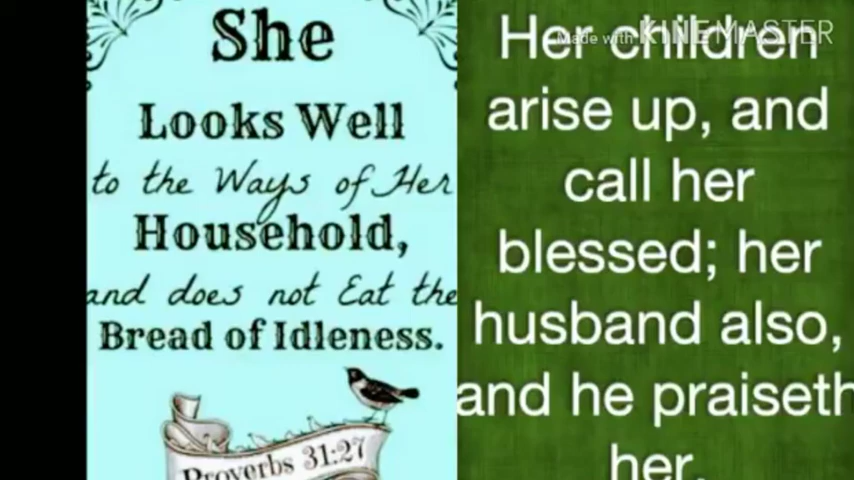 She
Looks Well
to the Ways of Her
Household,
and does not Eat the
Bread of Idleness.
Proverbs 31:27
Made with KINEMASTER
Her children
arise up, and
call her
blessed; her
husband also,
and he praiseth
her.